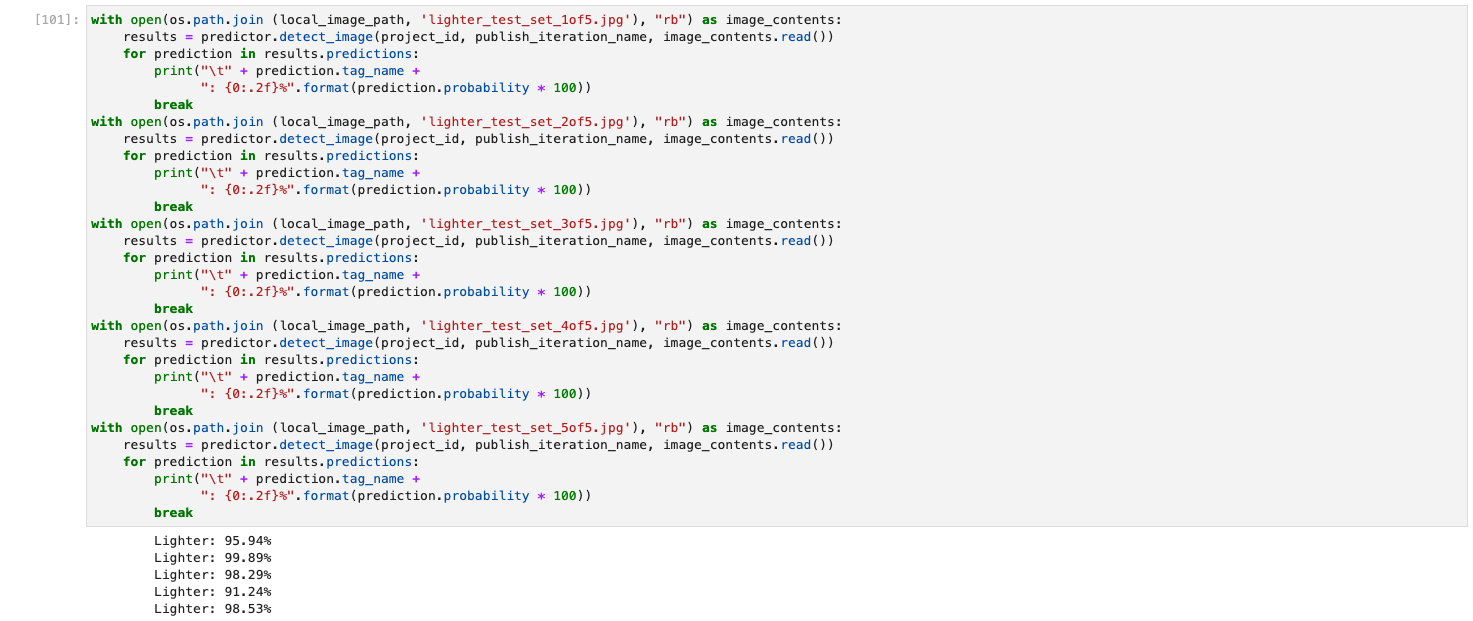 [101]: with open(os.path.join (local_image_path, 'lighter_test_set_1of5.jpg'), "rb") as image_contents:
    results = predictor.detect_image(project_id, publish_iteration_name, image_contents.read())
    for prediction in results.predictions:
        print("\t" + prediction.tag_name +
              ": {0:.2f}%".format(prediction.probability * 100))
        break
with open(os.path.join (local_image_path, 'lighter_test_set_2of5.jpg'), "rb") as image_contents:
    results = predictor.detect_image(project_id, publish_iteration_name, image_contents.read())
    for prediction in results.predictions:
        print("\t" + prediction.tag_name +
              ": {0:.2f}%".format(prediction.probability * 100))
        break
with open(os.path.join (local_image_path, 'lighter_test_set_3of5.jpg'), "rb") as image_contents:
    results = predictor.detect_image(project_id, publish_iteration_name, image_contents.read())
    for prediction in results.predictions:
        print("\t" + prediction.tag_name +
              ": {0:.2f}%".format(prediction.probability * 100))
        break
with open(os.path.join (local_image_path, 'lighter_test_set_4of5.jpg'), "rb") as image_contents:
    results = predictor.detect_image(project_id, publish_iteration_name, image_contents.read())
    for prediction in results.predictions:
        print("\t" + prediction.tag_name +
              ": {0:.2f}%".format(prediction.probability * 100))
        break
with open(os.path.join (local_image_path, 'lighter_test_set_5of5.jpg'), "rb") as image_contents:
    results = predictor.detect_image(project_id, publish_iteration_name, image_contents.read())
    for prediction in results.predictions:
        print("\t" + prediction.tag_name +
              ": {0:.2f}%".format(prediction.probability * 100))
        break
Lighter: 95.94%
Lighter: 99.89%
Lighter: 98.29%
Lighter: 91.24%
Lighter: 98.53%